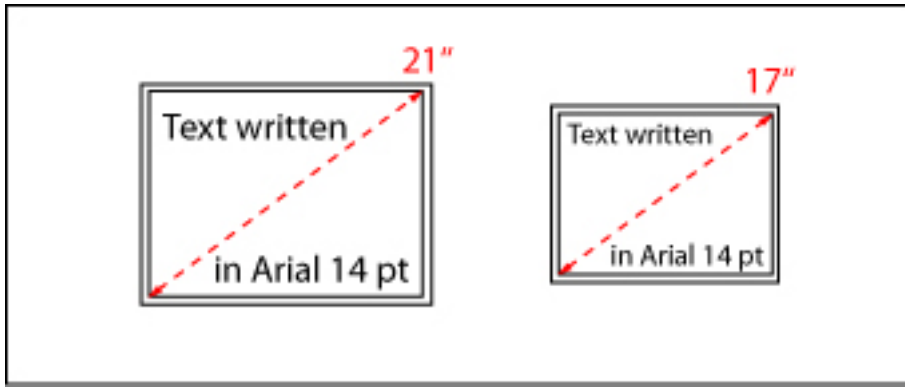 21“
Text written
in Arial 14 pt
17“
Text written
in Arial 14 pt